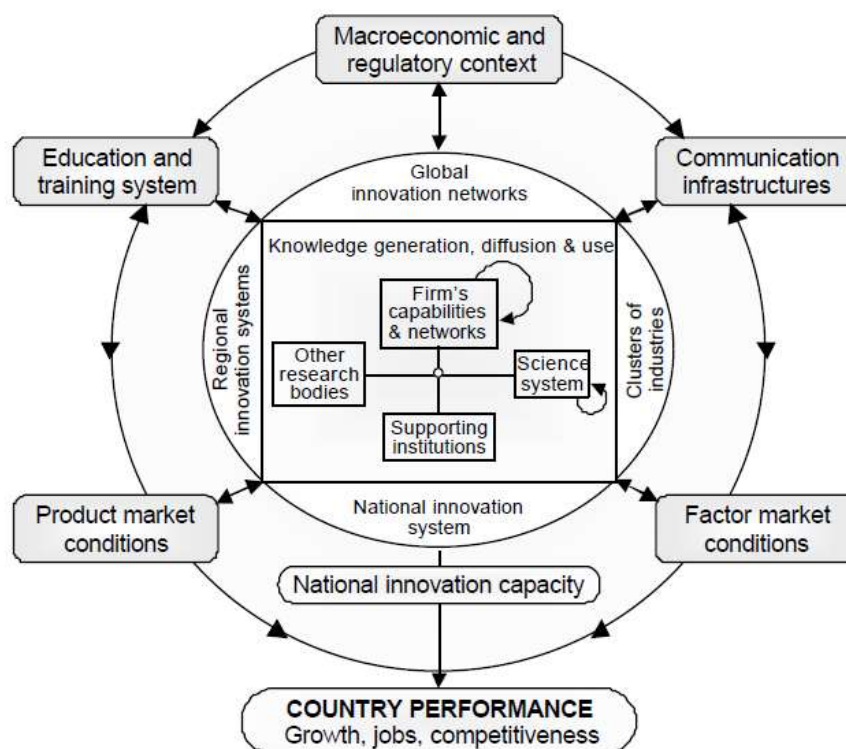 Macroeconomic and
regulatory context
Education and
training system
Communication
infrastructures
Global
innovation networks
Knowledge generation, diffusion & use
Regional
innovation systems
Clusters of
industries
Firm's
capabilities
& networks
Other
research
bodies
Science
system
Supporting
institutions
National innovation
system
Product market
conditions
Factor market
conditions
National innovation capacity
COUNTRY PERFORMANCE
Growth, jobs, competitiveness